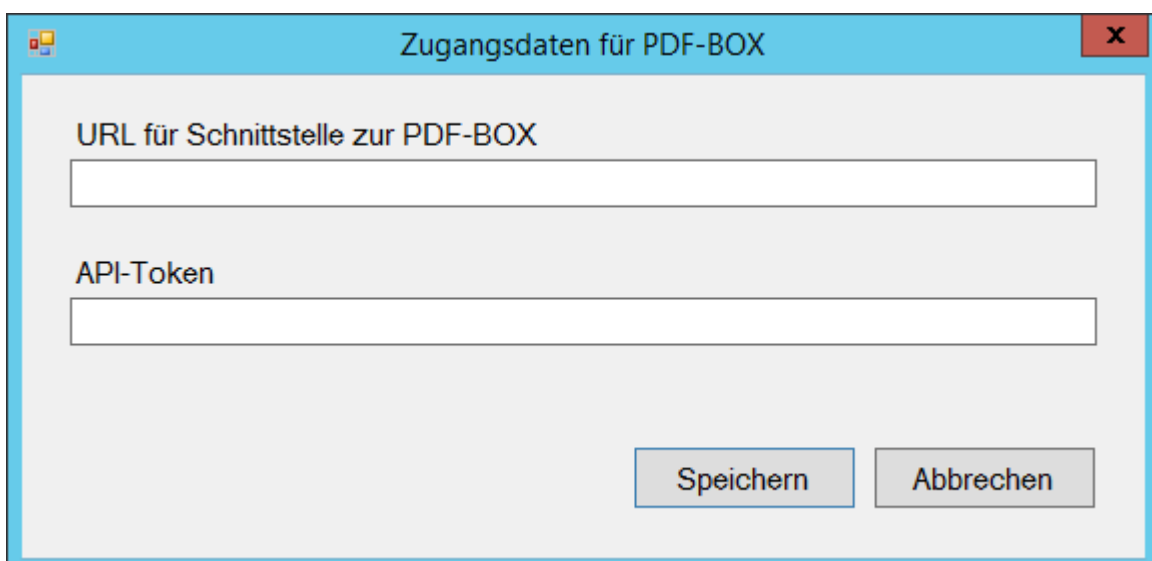 Zugangsdaten für PDF-BOX
x
URL für Schnittstelle zur PDF-BOX
API-Token
Speichern Abbrechen